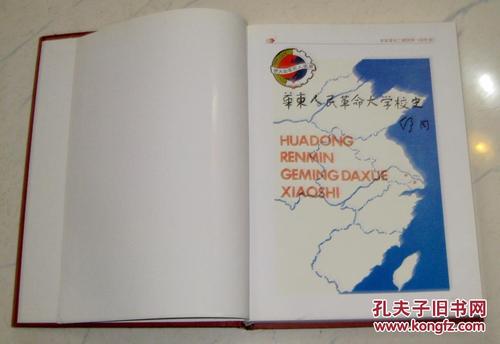 華東人民革命大学校史
HUADONG
RENMIN
GEMING DAXUE
XIAOSHI
孔夫子旧书网
www.kongfz.com